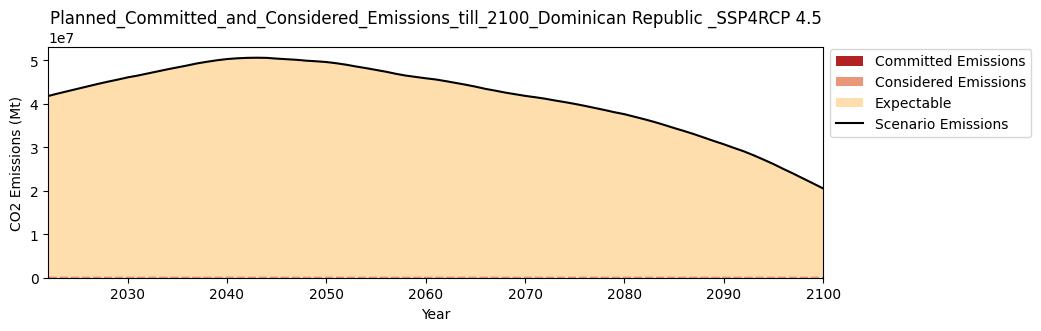 Planned_Committed_and_Considered_Emissions_till_2100_Dominican Republic _SSP4RCP 4.5
1e7
5
4
3
2
1
0
CO2 Emissions (Mt)
2030 2040 2050 2060 2070 2080 2090 2100
Year
Committed Emissions
Considered Emissions
Expectable
Scenario Emissions